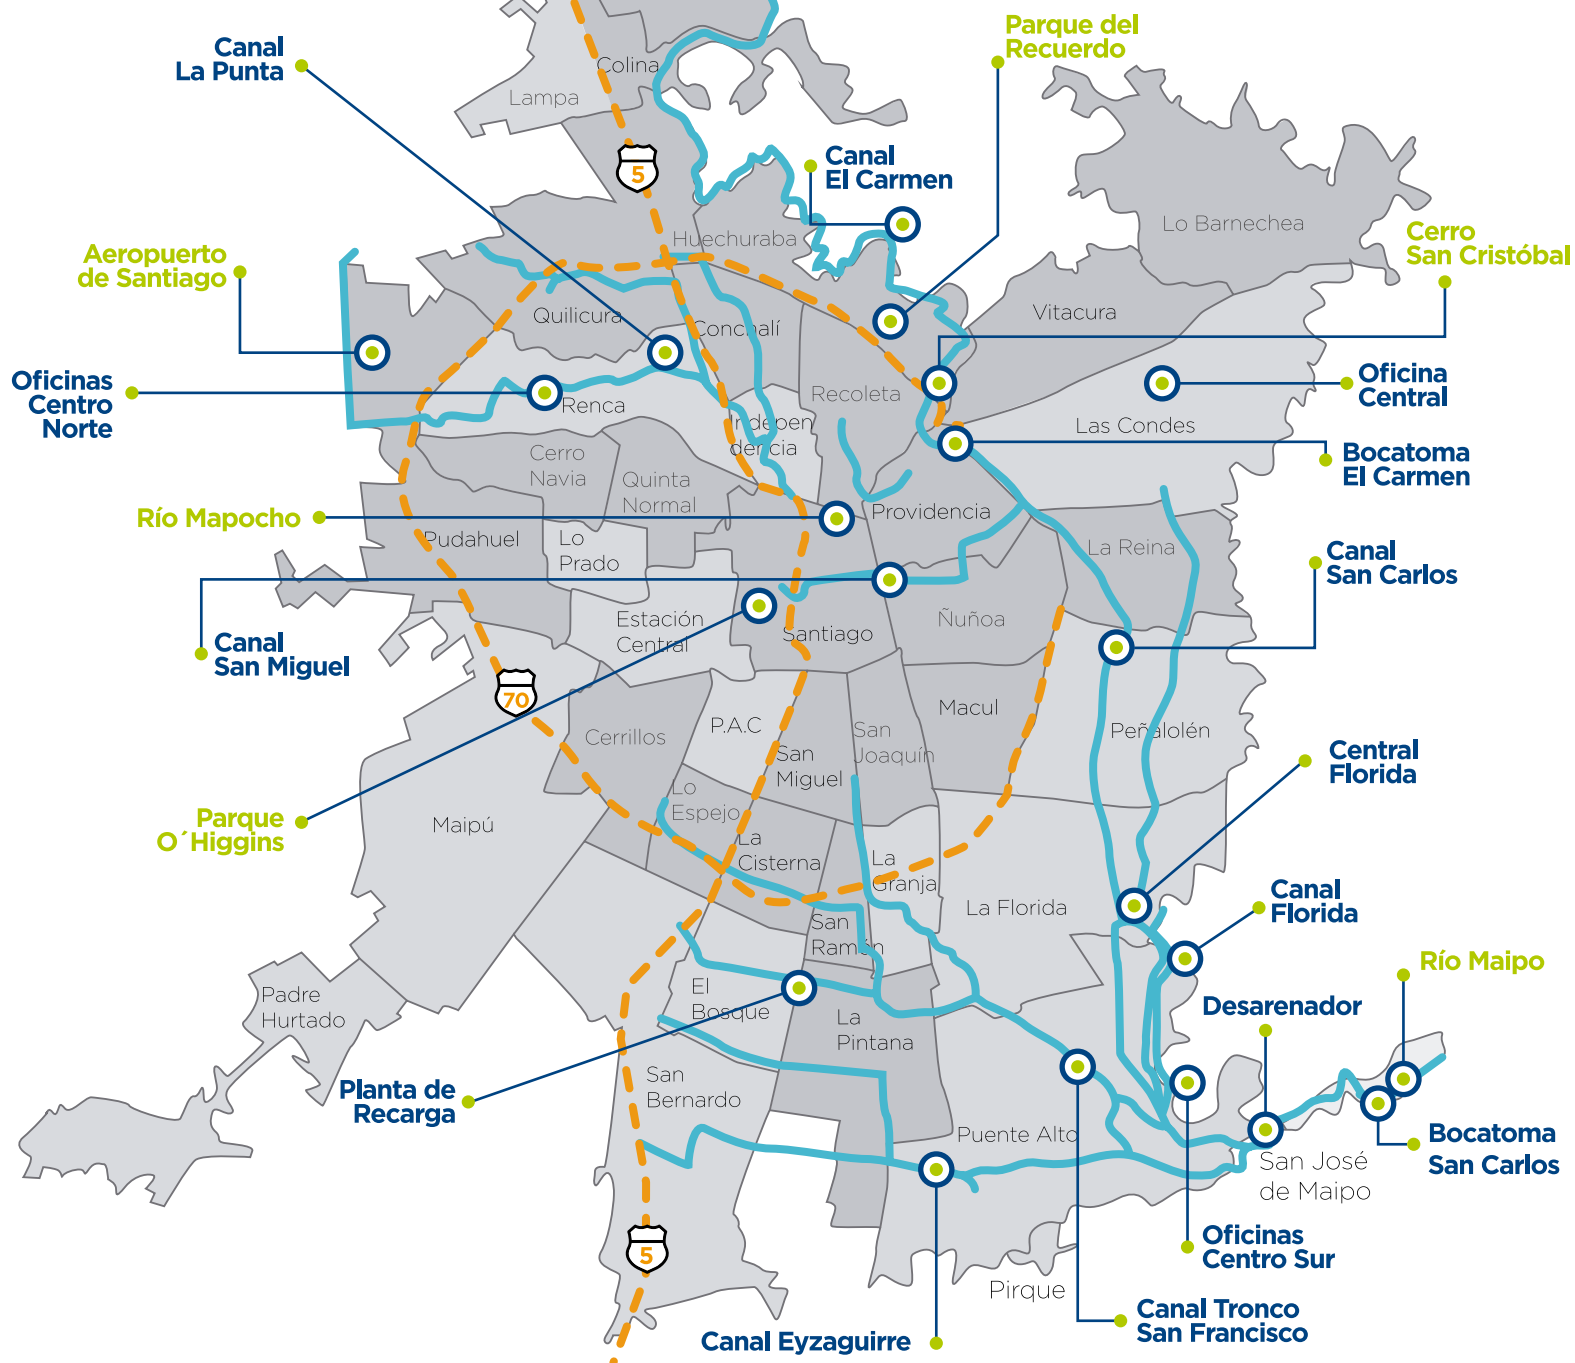 Parque del
Recuerdo
Canal
La Punta
Colina
Lampa
5
Canal
El Carmen
Lo Barnechea
Huechuraba
Cerro
San Cristóbal
Aeropuerto
de Santiago
Quilicura
Conchalí
Vitacura
Oficinas
Centro
Norte
Renca
Recoleta
Oficina
Central
Indepen
dencia
Las Condes
Cerro
Navia
Quinta
Normal
Bocatoma
El Carmen
Río Mapocho
Providencia
Pudahuel
Lo
Prado
La Reina
Canal
San Carlos
Estación
Central
Santiago
Ñuñoa
Canal
San Miguel
70
P.A.C
Macul
Cerrillos
San
Joaquín
Peñalolén
San
Miguel
Central
Florida
Lo
Espejo
Parque
O´Higgins
Maipú
La
Cisterna
La
Granja
La Florida
Canal
Florida
San
Ramón
Río Maipo
Padre
Hurtado
El
Bosque
Desarenador
La
Pintana
Planta de
Recarga
San
Bernardo
Puente Alto
Bocatoma
San Carlos
San José
de Maipo
5
Oficinas
Centro Sur
Pirque
Canal Tronco
San Francisco
Canal Eyzaguirre